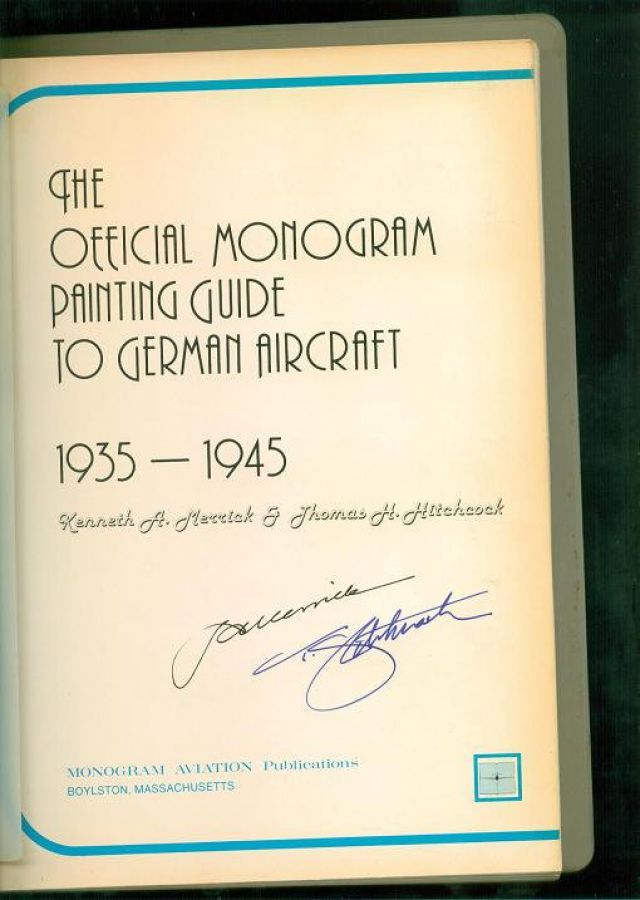 THE
OFFICIAL MONOGRAM
PAINTING GUIDE
TO GERMAN AIRCRAFT
1935 — 1945
Kenneth A. Merrick & Thomas H. Hitchcock
MONOGRAM AVIATION Publications
BOYLSTON, MASSACHUSETTS